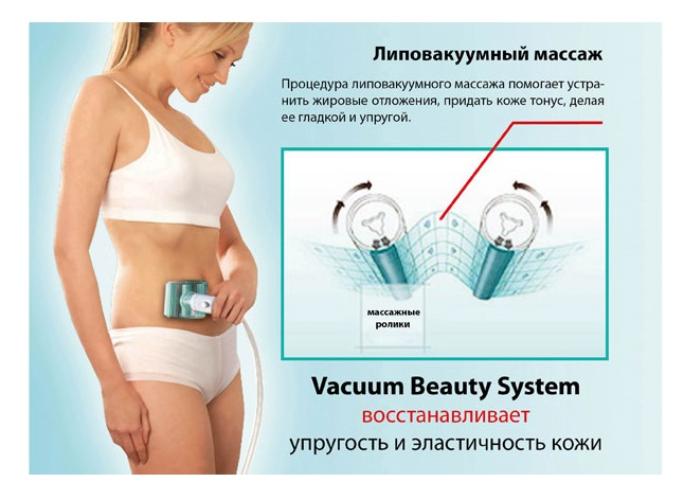 Липовакуумный массаж
Процедура липовакуумного массажа помогает устра-
нить жировые отложения, придать коже тонус, делая
ее гладкой и упругой.
массажные
ролики
Vacuum Beauty System
восстанавливает
упругость и эластичность кожи